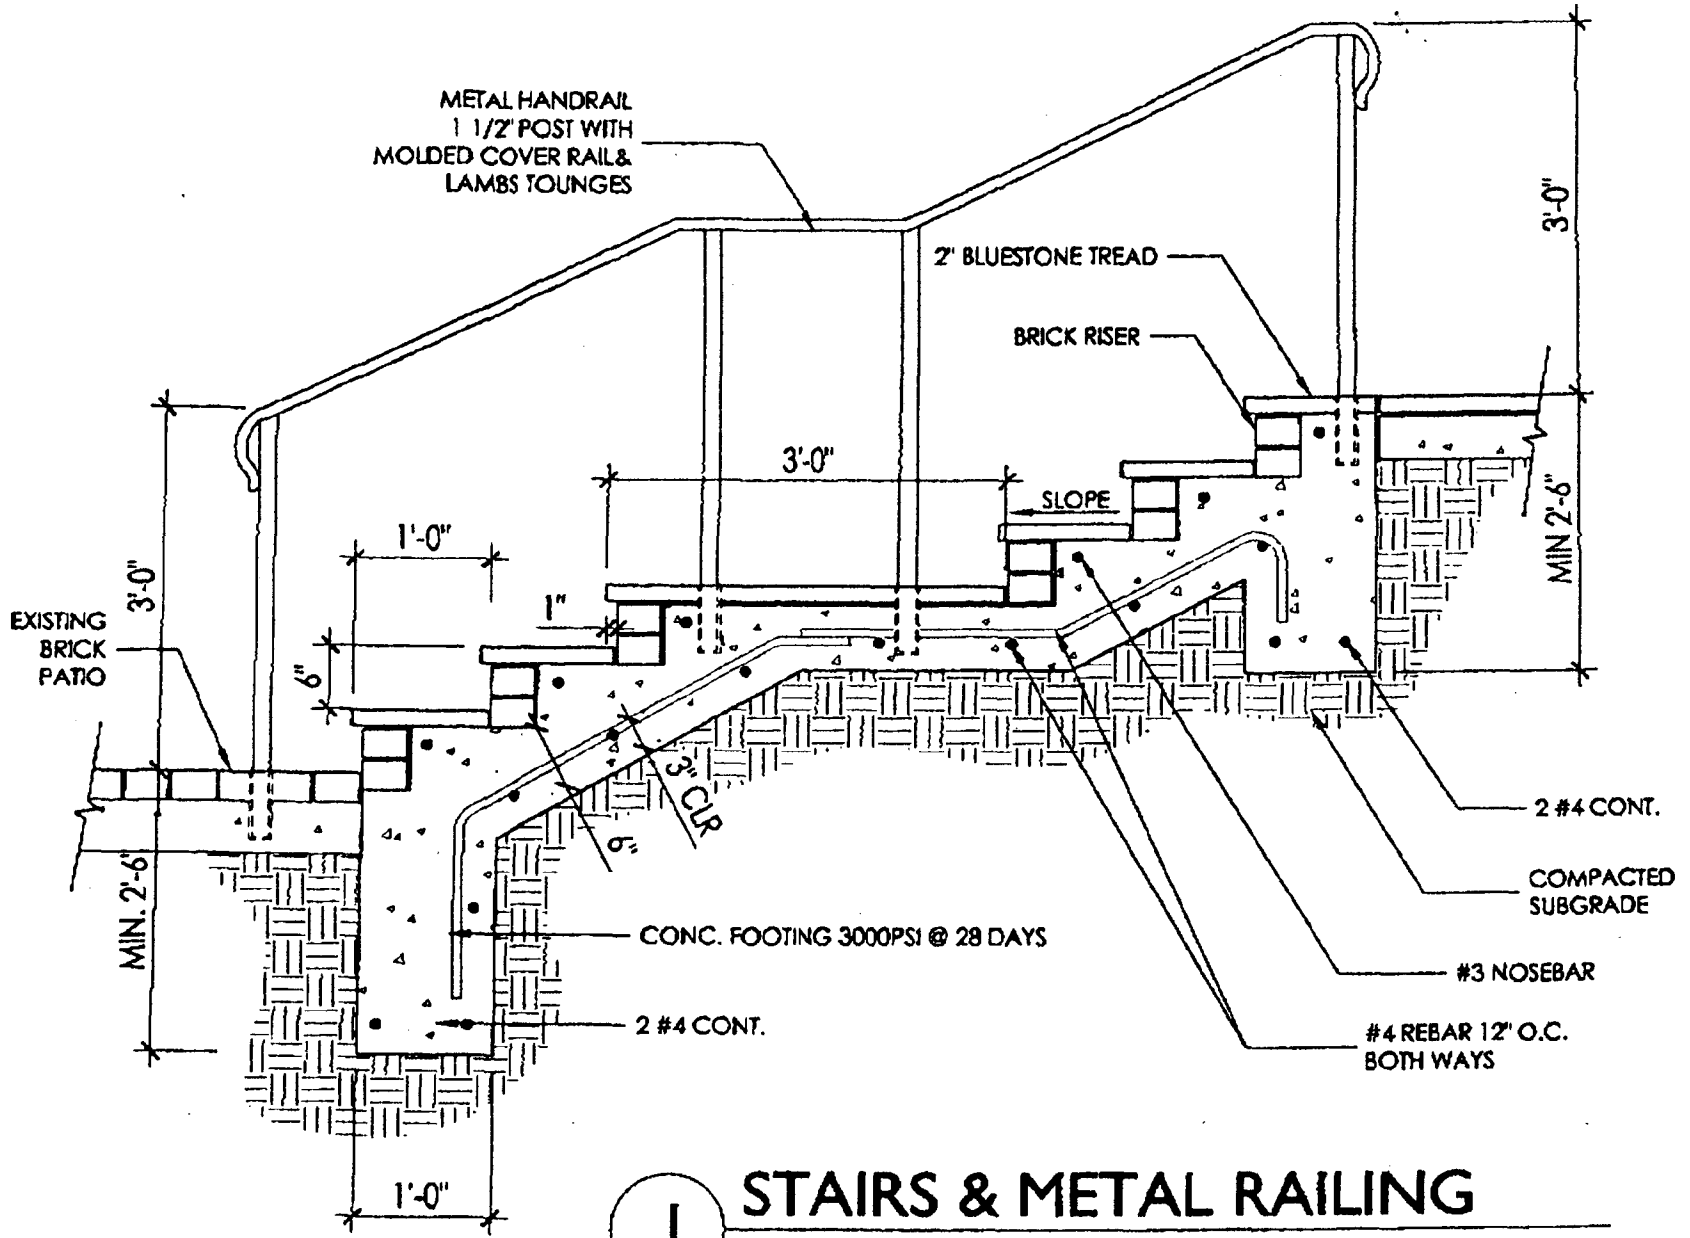 METAL HANDRAIL
1 1/2" POST WITH
MOLDED COVER RAIL &
LAMBS TOUNGES
3'-0"
2" BLUESTONE TREAD
BRICK RISER
3'-0"
SLOPE
1'-0"
MIN 2'-6"
3'-0"
1"
EXISTING
BRICK
PATIO
6"
3" CLR
6"
2 #4 CONT.
MIN. 2'-6"
COMPACTED
SUBGRADE
CONC. FOOTING 3000PSI @ 28 DAYS
#3 NOSEBAR
2 #4 CONT.
#4 REBAR 12" O.C.
BOTH WAYS
1'-0"
1
STAIRS & METAL RAILING